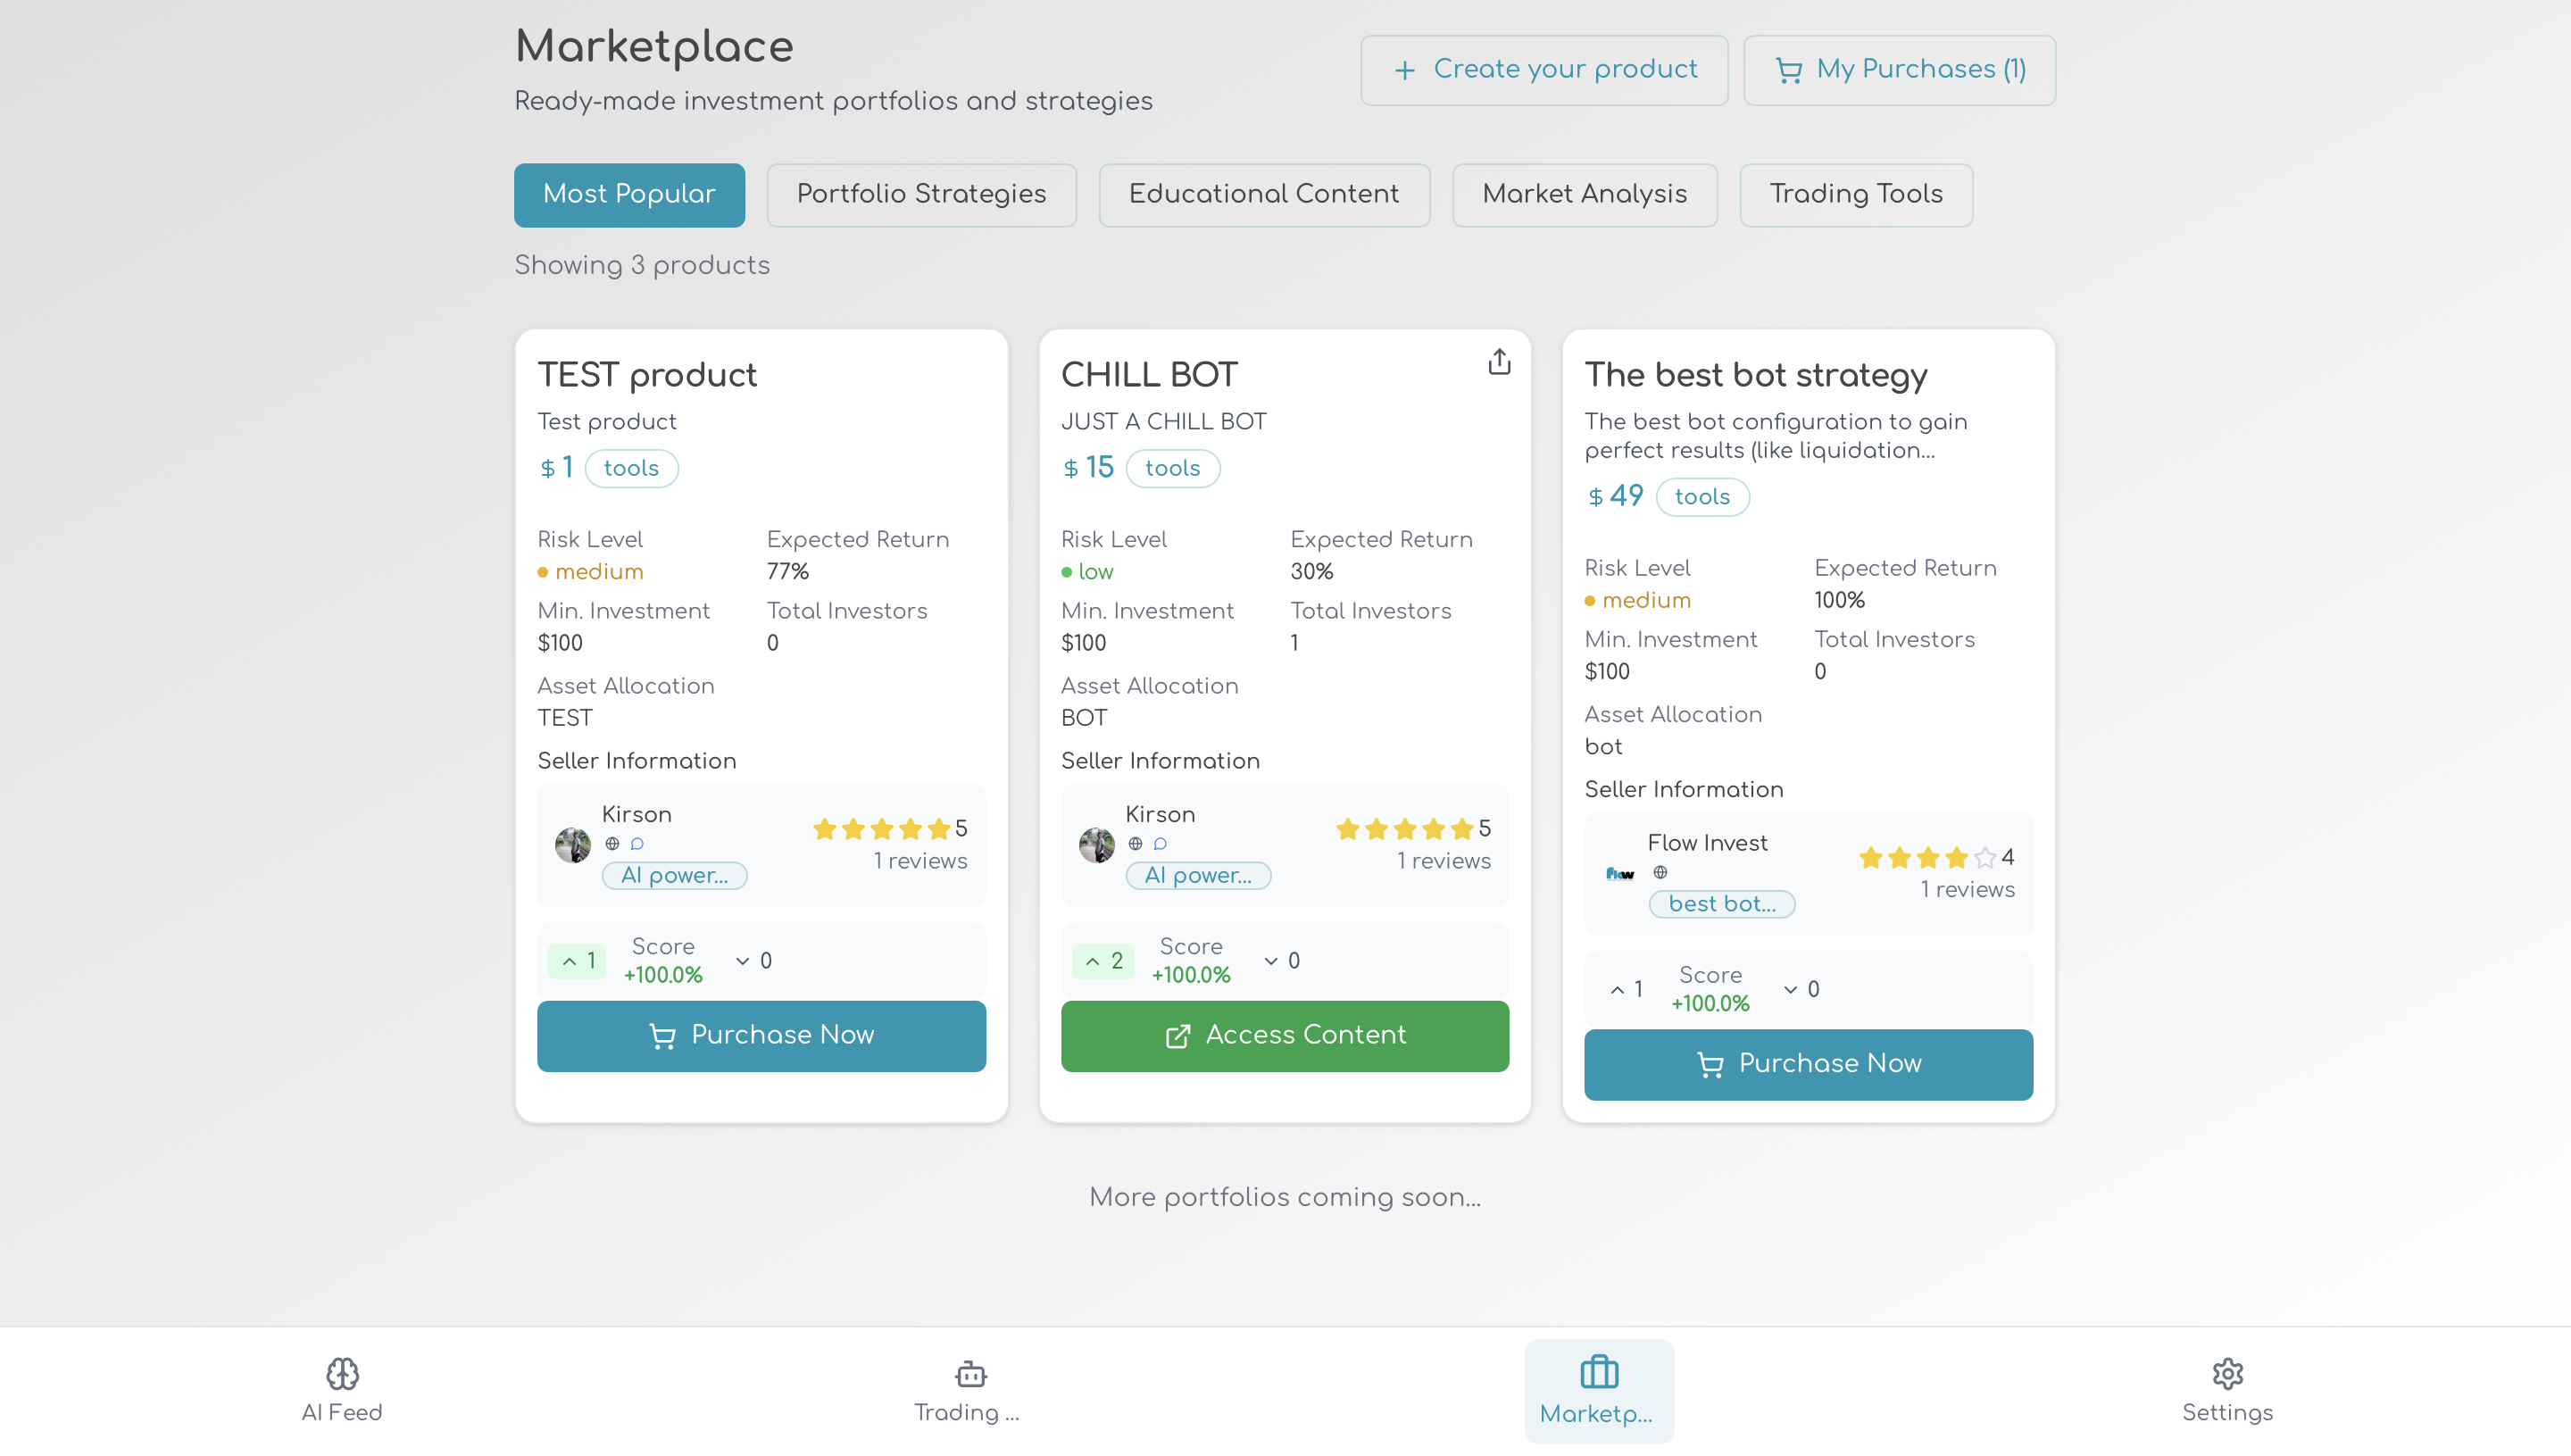 Marketplace
Ready-made investment portfolios and strategies
Create your product
My Purchases (1)
Most Popular
Portfolio Strategies
Educational Content
Market Analysis
Trading Tools
Showing 3 products
TEST product
Test product
$ 1 tools
Risk Level Expected Return
medium 77%
Min. Investment Total Investors
$100 0
Asset Allocation
TEST
Seller Information
Kirson
5
1 reviews
AI power...
1 Score 0
+100.0%
Purchase Now
CHILL BOT
JUST A CHILL BOT
$ 15 tools
Risk Level Expected Return
low 30%
Min. Investment Total Investors
$100 1
Asset Allocation
BOT
Seller Information
Kirson
5
1 reviews
AI power...
2 Score 0
+100.0%
Access Content
The best bot strategy
The best bot configuration to gain
perfect results (like liquidation...
$ 49 tools
Risk Level Expected Return
medium 100%
Min. Investment Total Investors
$100 0
Asset Allocation
bot
Seller Information
flow
Flow Invest
4
1 reviews
best bot...
1 Score 0
+100.0%
Purchase Now
More portfolios coming soon...
AI Feed
Trading ...
Marketp...
Settings